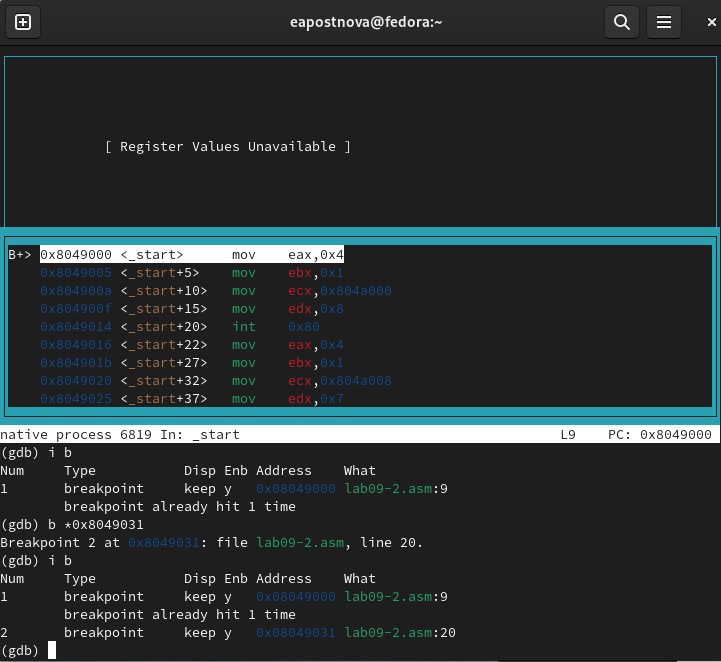 eapostnova@fedora:~
[ Register Values Unavailable ]
B+> 0x8049000 <_start>      mov    eax,0x4
    0x8049005 <_start+5>    mov    ebx,0x1
    0x804900a <_start+10>   mov    ecx,0x804a000
    0x804900f <_start+15>   mov    edx,0x8
    0x8049014 <_start+20>   int    0x80
    0x8049016 <_start+22>   mov    eax,0x4
    0x804901b <_start+27>   mov    ebx,0x1
    0x8049020 <_start+32>   mov    ecx,0x804a008
    0x8049025 <_start+37>   mov    edx,0x7
native process 6819 In: _start                                        L9    PC: 0x8049000
(gdb) i b
Num     Type           Disp Enb Address    What
1       breakpoint     keep y   0x08049000 lab09-2.asm:9
        breakpoint already hit 1 time
(gdb) b *0x8049031
Breakpoint 2 at 0x8049031: file lab09-2.asm, line 20.
(gdb) i b
Num     Type           Disp Enb Address    What
1       breakpoint     keep y   0x08049000 lab09-2.asm:9
        breakpoint already hit 1 time
2       breakpoint     keep y   0x08049031 lab09-2.asm:20
(gdb)